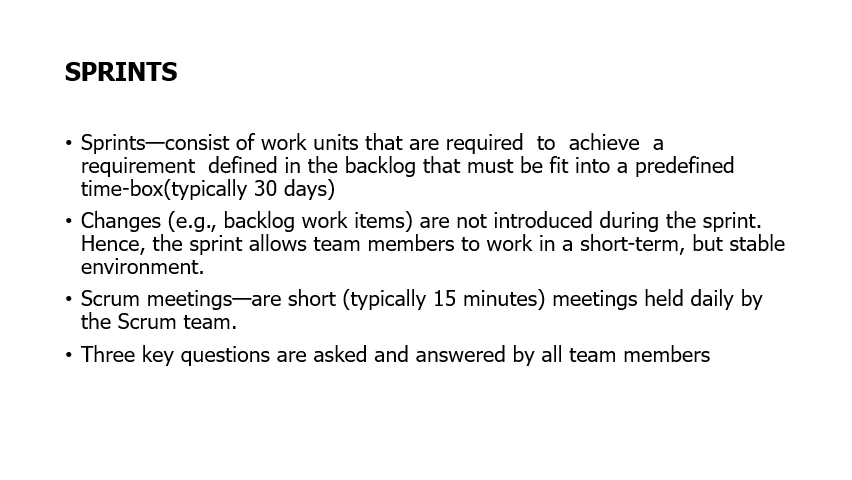 SPRINTS
• Sprints—consist of work units that are required  to  achieve  a
requirement  defined in the backlog that must be fit into a predefined
time-box(typically 30 days)
• Changes (e.g., backlog work items) are not introduced during the sprint.
Hence, the sprint allows team members to work in a short-term, but stable
environment.
• Scrum meetings—are short (typically 15 minutes) meetings held daily by
the Scrum team.
• Three key questions are asked and answered by all team members